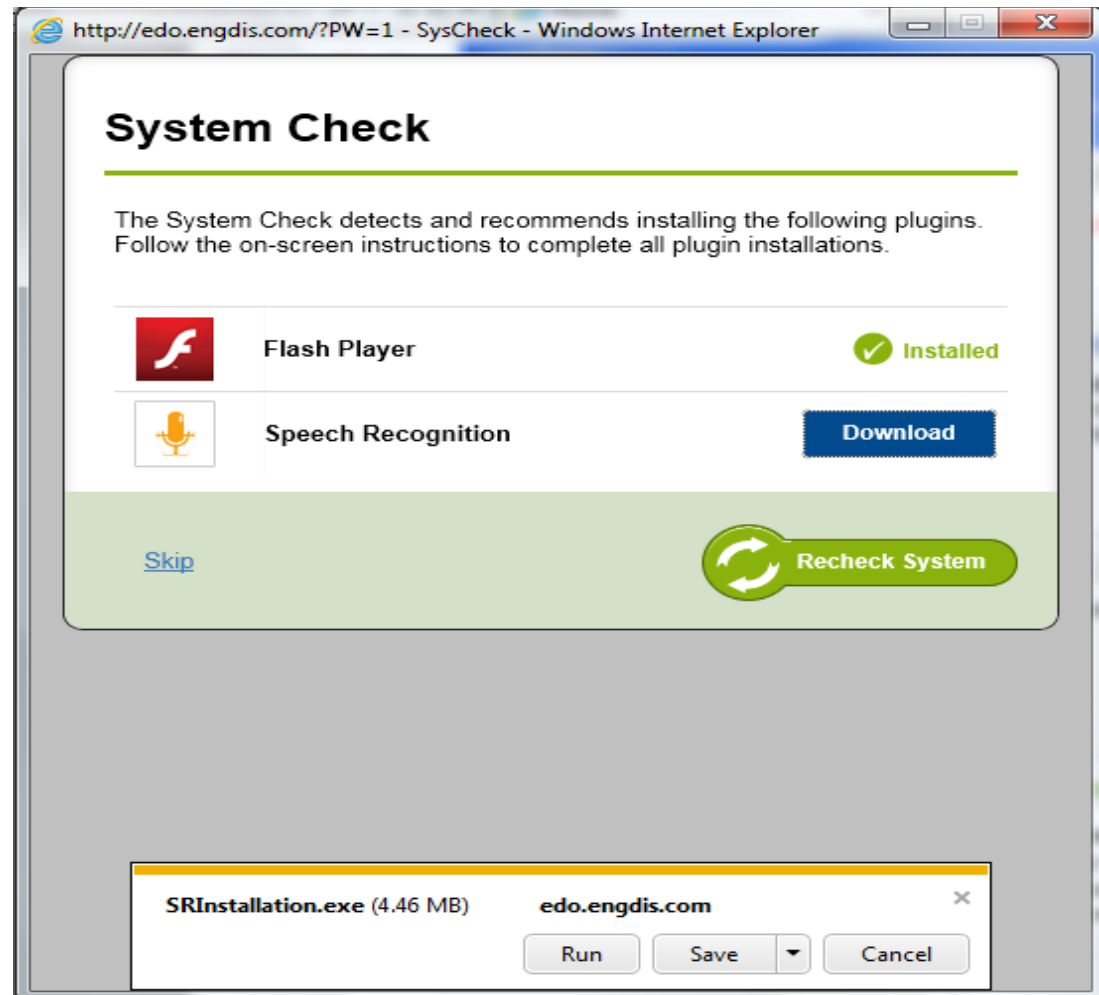 http://edo.engdis.com/?PW=1 - SysCheck - Windows Internet Explorer
System Check
The System Check detects and recommends installing the following plugins.
Follow the on-screen instructions to complete all plugin installations.
Flash Player Installed
Speech Recognition Download
Skip Recheck System
SRInstallation.exe (4.46 MB) edo.engdis.com
Run Save Cancel